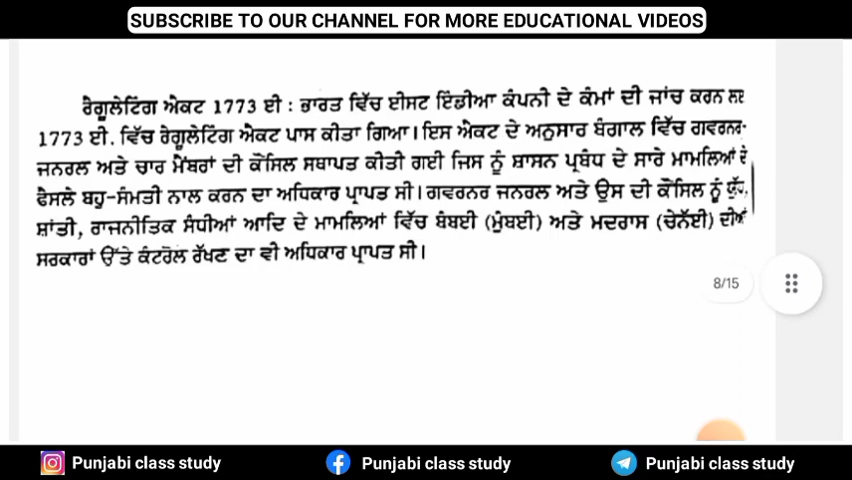 SUBSCRIBE TO OUR CHANNEL FOR MORE EDUCATIONAL VIDEOS
ਰੈਗੂਲੇਟਿੰਗ ਐਕਟ 1773 ਈ : ਭਾਰਤ ਵਿੱਚ ਈਸਟ ਇੰਡੀਆ ਕੰਪਨੀ ਦੇ ਕੰਮਾਂ ਦੀ ਜਾਂਚ ਕਰਨ ਲਈ
1773 ਈ. ਵਿੱਚ ਰੇਗੂਲੇਟਿੰਗ ਐਕਟ ਪਾਸ ਕੀਤਾ ਗਿਆ। ਇਸ ਐਕਟ ਦੇ ਅਨੁਸਾਰ ਬੰਗਾਲ ਵਿੱਚ ਗਵਰਨਰ-
ਜਨਰਲ ਅਤੇ ਚਾਰ ਮੈਂਬਰਾਂ ਦੀ ਕੌਂਸਿਲ ਸਥਾਪਤ ਕੀਤੀ ਗਈ ਜਿਸ ਨੂੰ ਸ਼ਾਸਨ ਪ੍ਰਬੰਧ ਦੇ ਸਾਰੇ ਮਾਮਲਿਆਂ ਦੇ
ਫੈਸਲੇ ਬਹੁ-ਸੰਮਤੀ ਨਾਲ ਕਰਨ ਦਾ ਅਧਿਕਾਰ ਪ੍ਰਾਪਤ ਸੀ। ਗਵਰਨਰ ਜਨਰਲ ਅਤੇ ਉਸ ਦੀ ਕੌਂਸਿਲ ਨੂੰ ਯੁੱਧ,
ਸ਼ਾਂਤੀ, ਰਾਜਨੀਤਿਕ ਸੰਧੀਆਂ ਆਦਿ ਦੇ ਮਾਮਲਿਆਂ ਵਿੱਚ ਬੰਬਈ (ਮੁੰਬਈ) ਅਤੇ ਮਦਰਾਸ (ਚੇਨੱਈ) ਦੀਆਂ
ਸਰਕਾਰਾਂ ਉੱਤੇ ਕੰਟਰੋਲ ਰੱਖਣ ਦਾ ਵੀ ਅਧਿਕਾਰ ਪ੍ਰਾਪਤ ਸੀ।
8/15
Punjabi class study
Punjabi class study
Punjabi class study